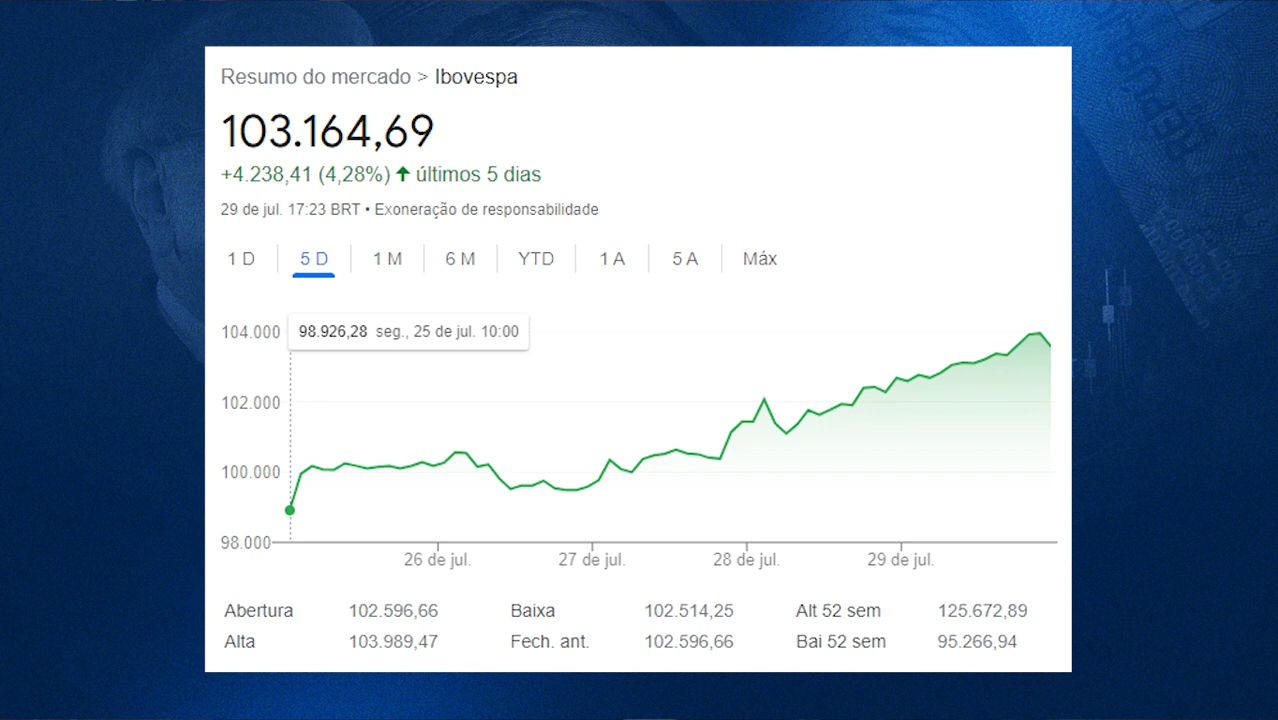 Resumo do mercado > Ibovespa
103.164,69
+4.238,41 (4,28%) ↑ últimos 5 dias
29 de jul. 17:23 BRT • Exoneração de responsabilidade
1 D 5 D 1 M 6 M YTD 1 A 5 A Máx
104.000 98.926,28 seg., 25 de jul. 10:00
102.000
100.000
98.000
26 de jul. 27 de jul. 28 de jul. 29 de jul.
Abertura 102.596,66 Baixa 102.514,25 Alt 52 sem 125.672,89
Alta 103.989,47 Fech. ant. 102.596,66 Bai 52 sem 95.266,94